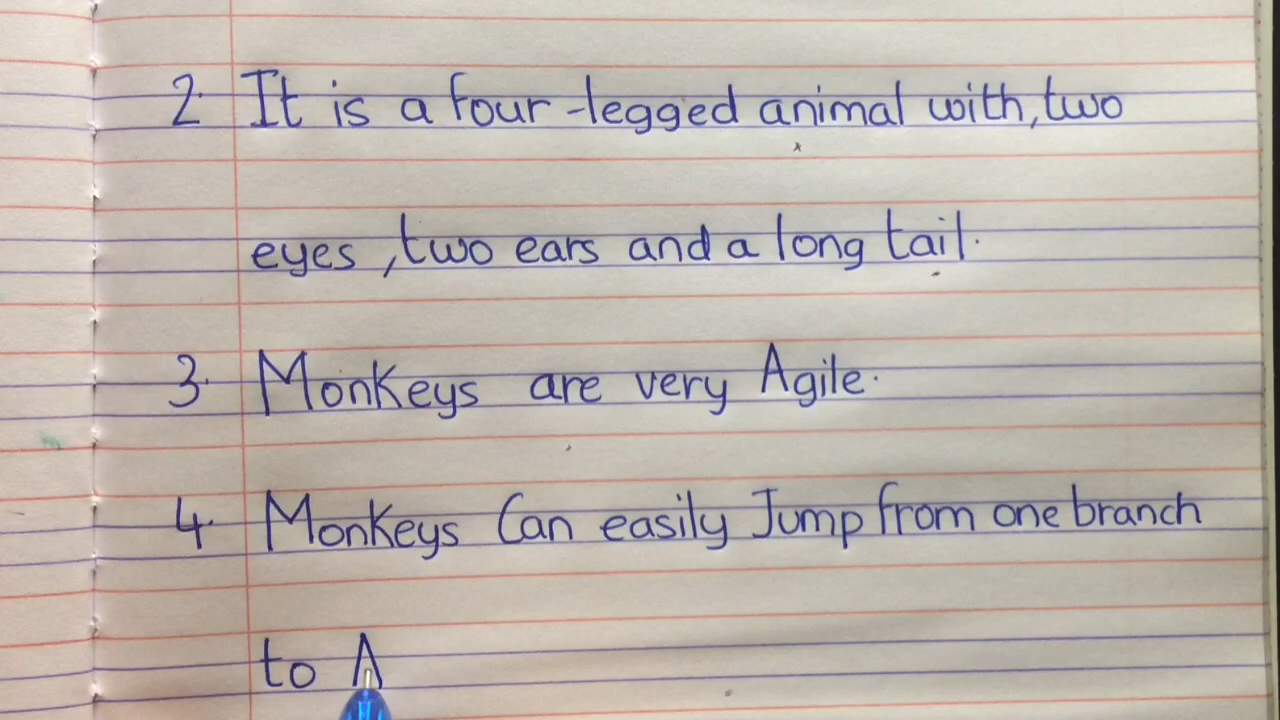 2. It is a four-legged animal with, two
eyes, two ears and a long tail.
3. Monkeys are very Agile.
4. Monkeys Can easily Jump from one branch
to A